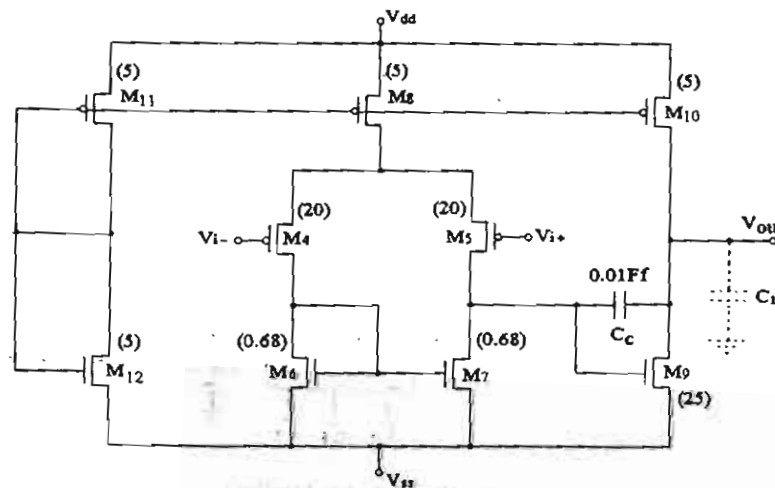 Vdd
(5) (5) (5)
M11 M8 M10
(20) (20)
Vi- M4 M5 Vi+
0.01Ff
CC
(5) (0.68) (0.68)
M12 M6 M7 M9
(25)
Vss